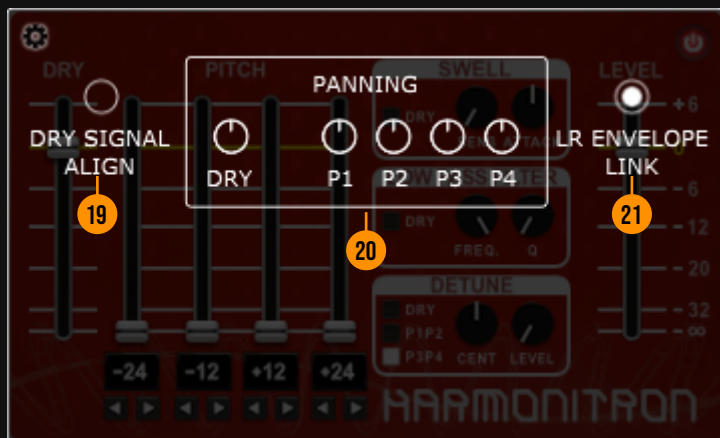 DRY
PITCH
SWELL
LEVEL
PANNING
DRY SIGNAL
ALIGN
19
DRY
P1
P2
P3
P4
20
LR ENVELOPE
LINK
21
DRY
ATTACK
DRY
FREQ.
Q
DETUNE
DRY
P1P2
P3P4
CENT
LEVEL
+6
0
-6
-12
-20
-32
-∞
-24
-12
+12
+24
HARMONITRON